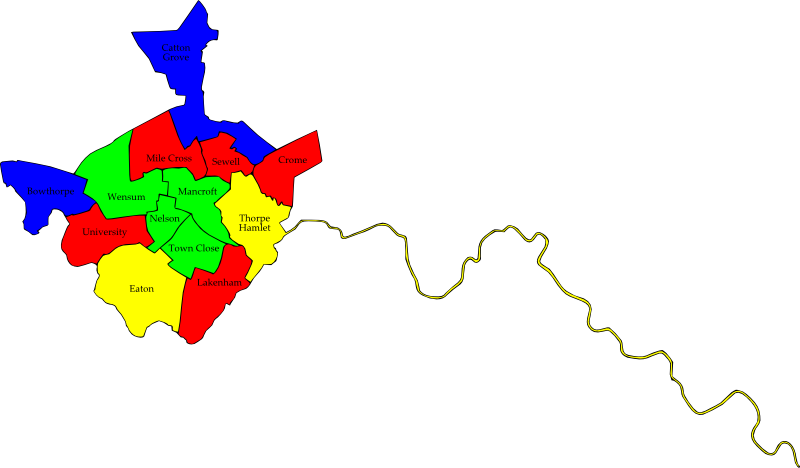 Catton
Grove
Mile Cross
Sewell
Crome
Bowthorpe
Wensum
Mancroft
Nelson
Thorpe
Hamlet
University
Town Close
Eaton
Lakenham